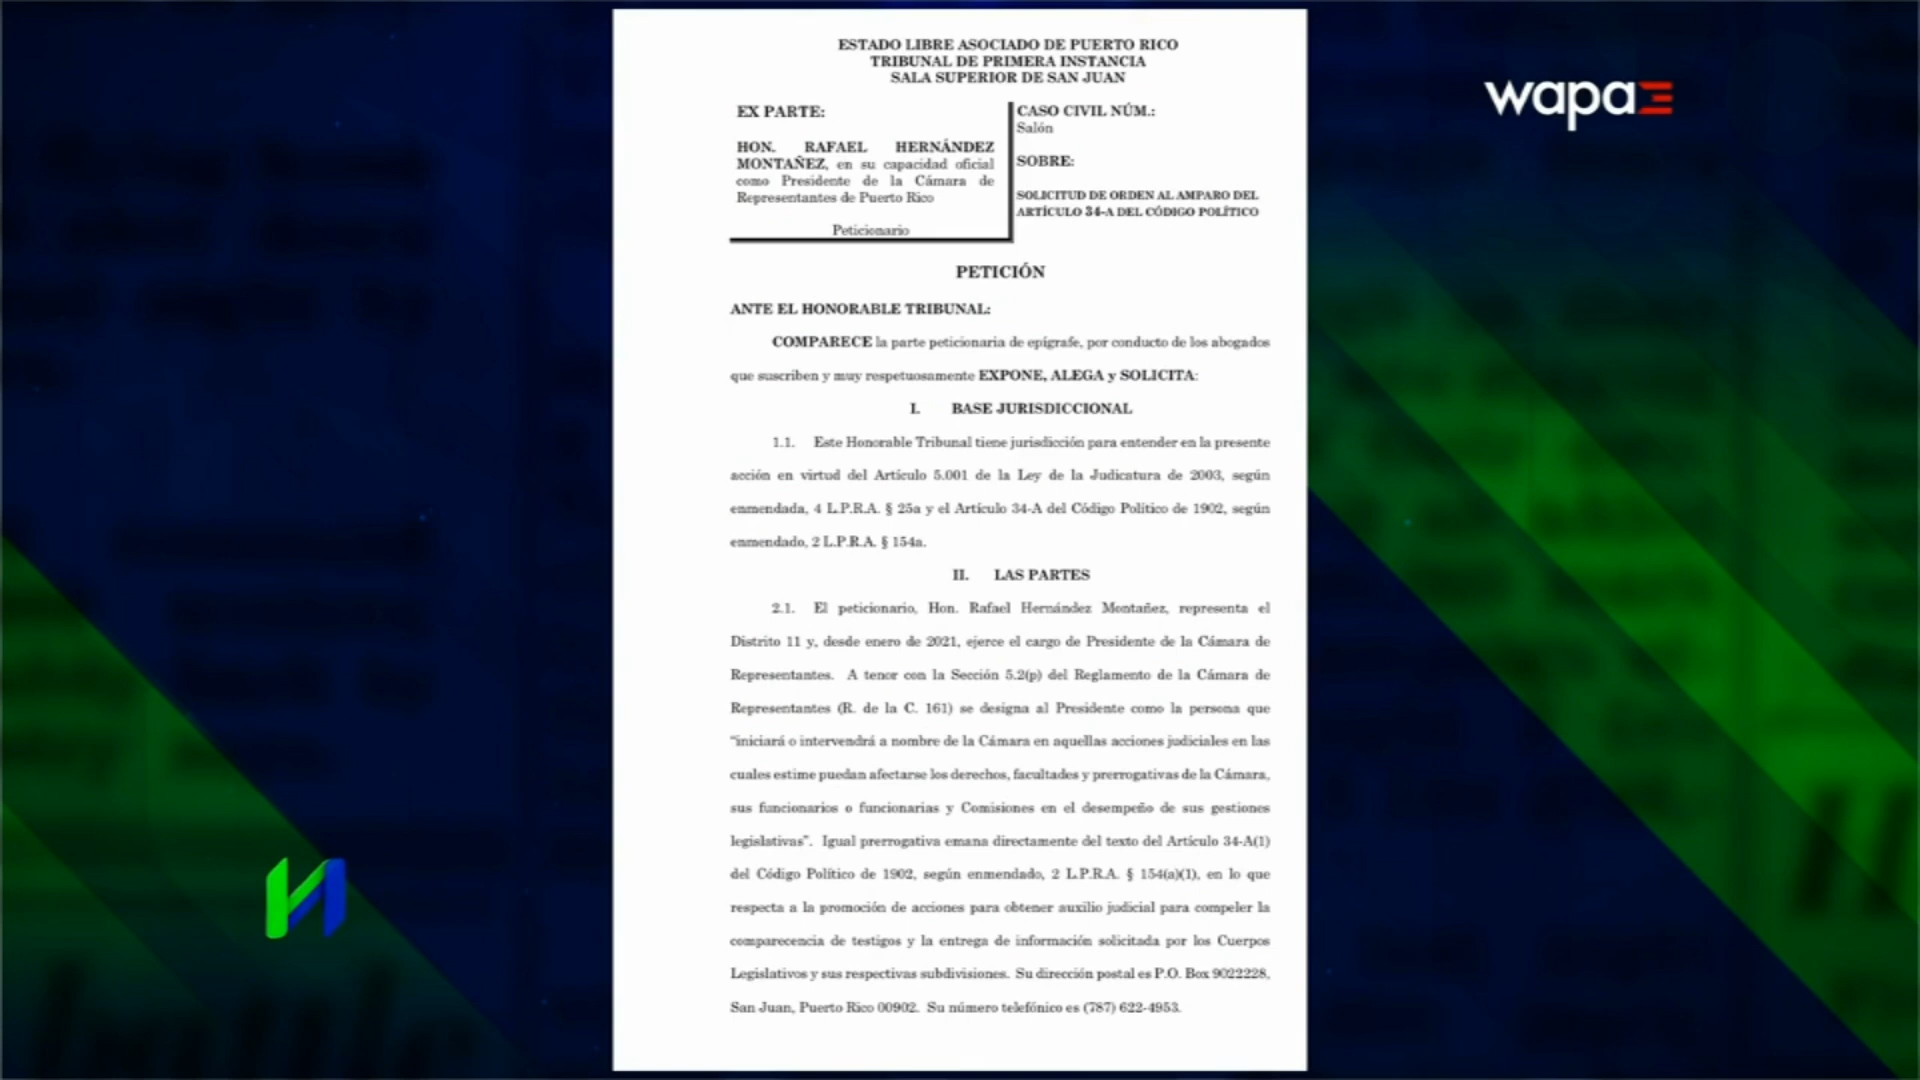 ESTADO LIBRE ASOCIADO DE PUERTO RICO
TRIBUNAL DE PRIMERA INSTANCIA
SALA SUPERIOR DE SAN JUAN
EX PARTE:
HON. RAFAEL HERNÁNDEZ
MONTAÑEZ, en su capacidad oficial
como Presidente de la Cámara de
Representantes de Puerto Rico
Peticionario
CASO CIVIL NÚM.:
Salón
SOBRE:
SOLICITUD DE ORDEN AL AMPARO DEL
ARTÍCULO 34-A DEL CÓDIGO POLÍTICO
wapa
PETICIÓN
ANTE EL HONORABLE TRIBUNAL:
COMPARECE la parte peticionaria de epígrafe, por conducto de los abogados
que suscriben y muy respetuosamente EXPONE, ALEGA y SOLICITA:
I. BASE JURISDICCIONAL
1.1. Este Honorable Tribunal tiene jurisdicción para entender en la presente
acción en virtud del Artículo 5.001 de la Ley de la Judicatura de 2003, según
enmendada, 4 L.P.R.A. § 25a y el Artículo 34-A del Código Político de 1902, según
enmendado, 2 L.P.R.A. § 154a.
II. LAS PARTES
2.1. El peticionario, Hon. Rafael Hernández Montañez, representa el
Distrito 11 y, desde enero de 2021, ejerce el cargo de Presidente de la Cámara de
Representantes. A tenor con la Sección 5.2(p) del Reglamento de la Cámara de
Representantes (R. de la C. 161) se designa al Presidente como la persona que
“iniciará o intervendrá a nombre de la Cámara en aquellas acciones judiciales en las
cuales estime puedan afectarse los derechos, facultades y prerrogativas de la Cámara,
sus funcionarios o funcionarias y Comisiones en el desempeño de sus gestiones
legislativas”. Igual prerrogativa emana directamente del texto del Artículo 34-A(1)
del Código Político de 1902, según enmendado, 2 L.P.R.A. § 154(a)(1), en lo que
respecta a la promoción de acciones para obtener auxilio judicial para compeler la
comparecencia de testigos y la entrega de información solicitada por los Cuerpos
Legislativos y sus respectivas subdivisiones. Su dirección postal es P.O. Box 9022228,
San Juan, Puerto Rico 00902. Su número telefónico es (787) 622-4953.